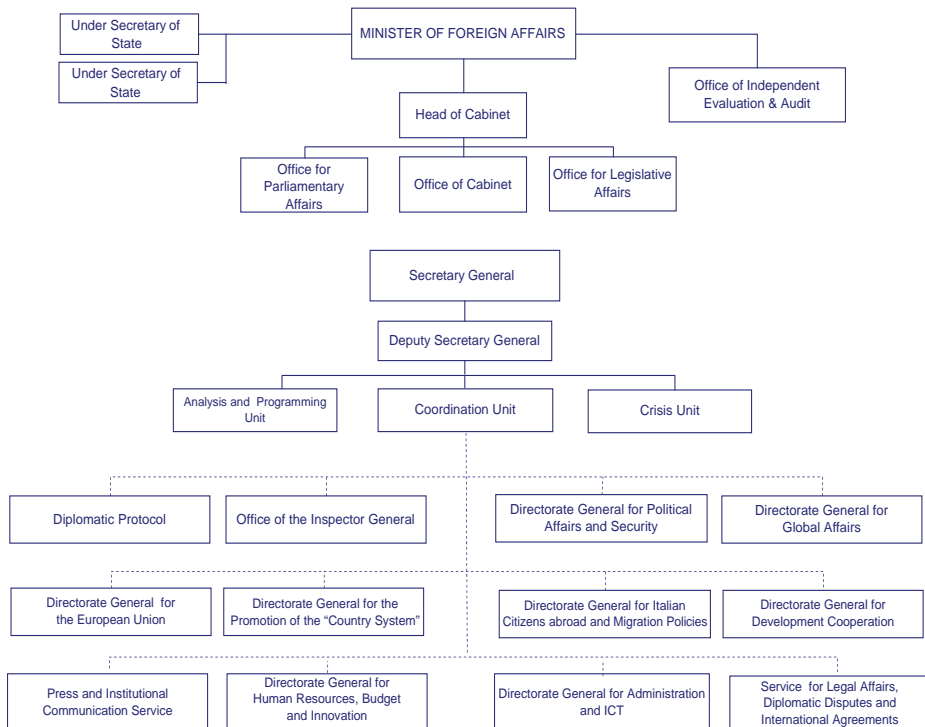 Under Secretary of
State
MINISTER OF FOREIGN AFFAIRS
Under Secretary of
State
Office of Independent
Evaluation & Audit
Head of Cabinet
Office for
Parliamentary
Affairs
Office of Cabinet
Office for Legislative
Affairs
Secretary General
Deputy Secretary General
Analysis and Programming
Unit
Coordination Unit
Crisis Unit
Diplomatic Protocol
Office of the Inspector General
Directorate General for Political
Affairs and Security
Directorate General for
Global Affairs
Directorate General for
the European Union
Directorate General for the
Promotion of the “Country System”
Directorate General for Italian
Citizens abroad and Migration Policies
Directorate General for
Development Cooperation
Press and Institutional
Communication Service
Directorate General for
Human Resources, Budget
and Innovation
Directorate General for Administration
and ICT
Service for Legal Affairs,
Diplomatic Disputes and
International Agreements